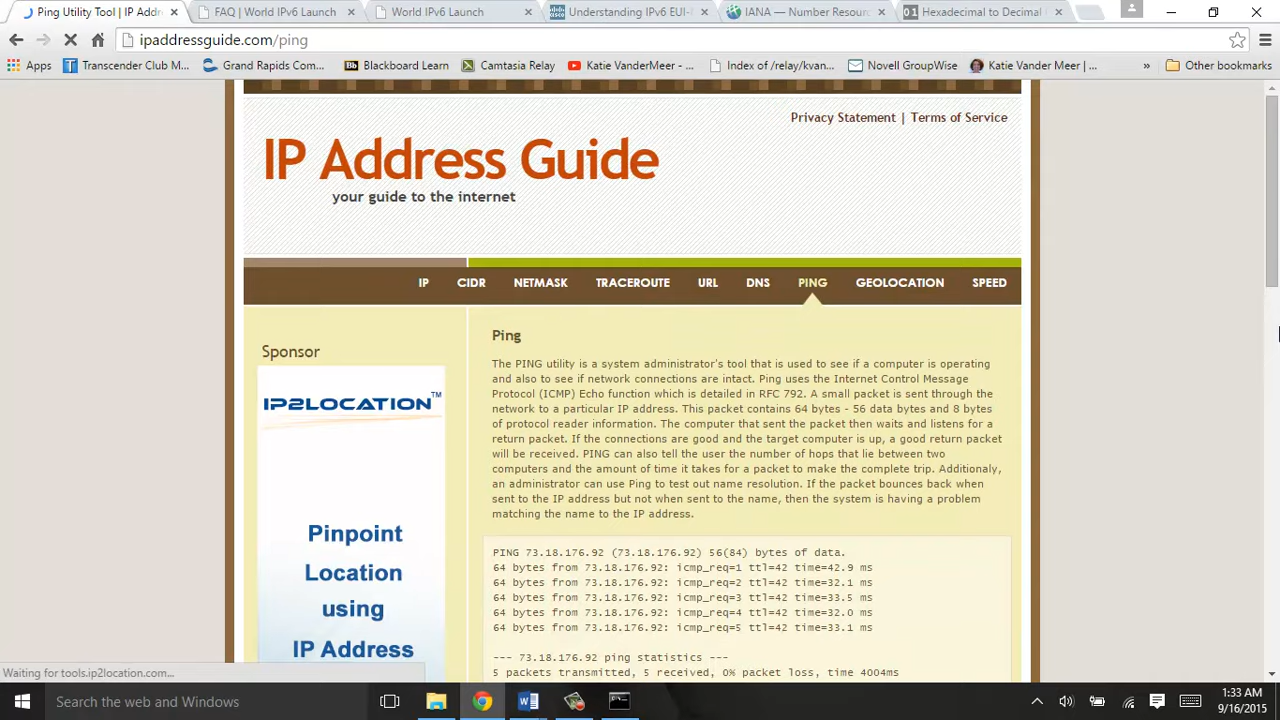 Ping Utility Tool | IP Addr
FAQ | World IPv6 Launch
World IPv6 Launch
Understanding IPv6 EUI-
IANA — Number Resour
Hexadecimal to Decimal
ipaddressguide.com/ping
Apps
Transcender Club M...
Grand Rapids Com...
Blackboard Learn
Camtasia Relay
Katie VanderMeer - ...
Index of /relay/kvan...
Novell GroupWise
Katie Vander Meer | ...
»
Other bookmarks
Privacy Statement | Terms of Service
IP Address Guide
your guide to the internet
IP
CIDR
NETMASK
TRACEROUTE
URL
DNS
PING
GEOLOCATION
SPEED
Sponsor
IP2LOCATION™
Pinpoint
Location
using
IP Address
Ping
The PING utility is a system administrator's tool that is used to see if a computer is operating
and also to see if network connections are intact. Ping uses the Internet Control Message
Protocol (ICMP) Echo function which is detailed in RFC 792. A small packet is sent through the
network to a particular IP address. This packet contains 64 bytes - 56 data bytes and 8 bytes
of protocol reader information. The computer that sent the packet then waits and listens for a
return packet. If the connections are good and the target computer is up, a good return packet
will be received. PING can also tell the user the number of hops that lie between two
computers and the amount of time it takes for a packet to make the complete trip. Additionaly,
an administrator can use Ping to test out name resolution. If the packet bounces back when
sent to the IP address but not when sent to the name, then the system is having a problem
matching the name to the IP address.
PING 73.18.176.92 (73.18.176.92) 56(84) bytes of data.
64 bytes from 73.18.176.92: icmp_req=1 ttl=42 time=42.9 ms
64 bytes from 73.18.176.92: icmp_req=2 ttl=42 time=32.1 ms
64 bytes from 73.18.176.92: icmp_req=3 ttl=42 time=33.5 ms
64 bytes from 73.18.176.92: icmp_req=4 ttl=42 time=32.0 ms
64 bytes from 73.18.176.92: icmp_req=5 ttl=42 time=33.1 ms
--- 73.18.176.92 ping statistics ---
5 packets transmitted, 5 received, 0% packet loss, time 4004ms
Waiting for tools.ip2location.com...
Search the web and Windows
1:33 AM
9/16/2015